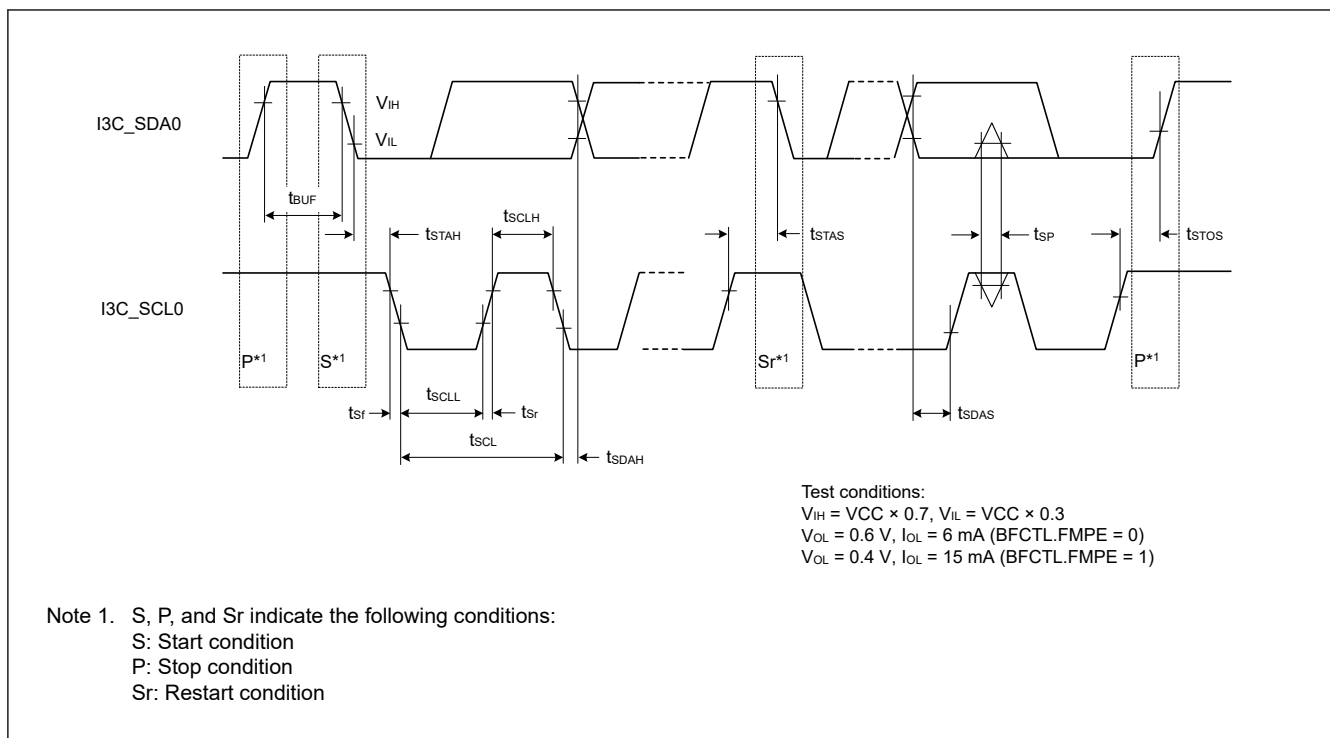 I3C_SDA0
VIH
VIL
tBUF
tSTAH
tSCLH
tSTAS
tSP
tSTOS
I3C_SCL0
P*1
S*1
Sr*1
P*1
tSf
tSCLL
tSr
tSCL
tSDAH
tSDAS
Test conditions:
VIH = VCC × 0.7, VIL = VCC × 0.3
VOL = 0.6 V, IOL = 6 mA (BFCTL.FMPE = 0)
VOL = 0.4 V, IOL = 15 mA (BFCTL.FMPE = 1)
Note 1. S, P, and Sr indicate the following conditions:
S: Start condition
P: Stop condition
Sr: Restart condition